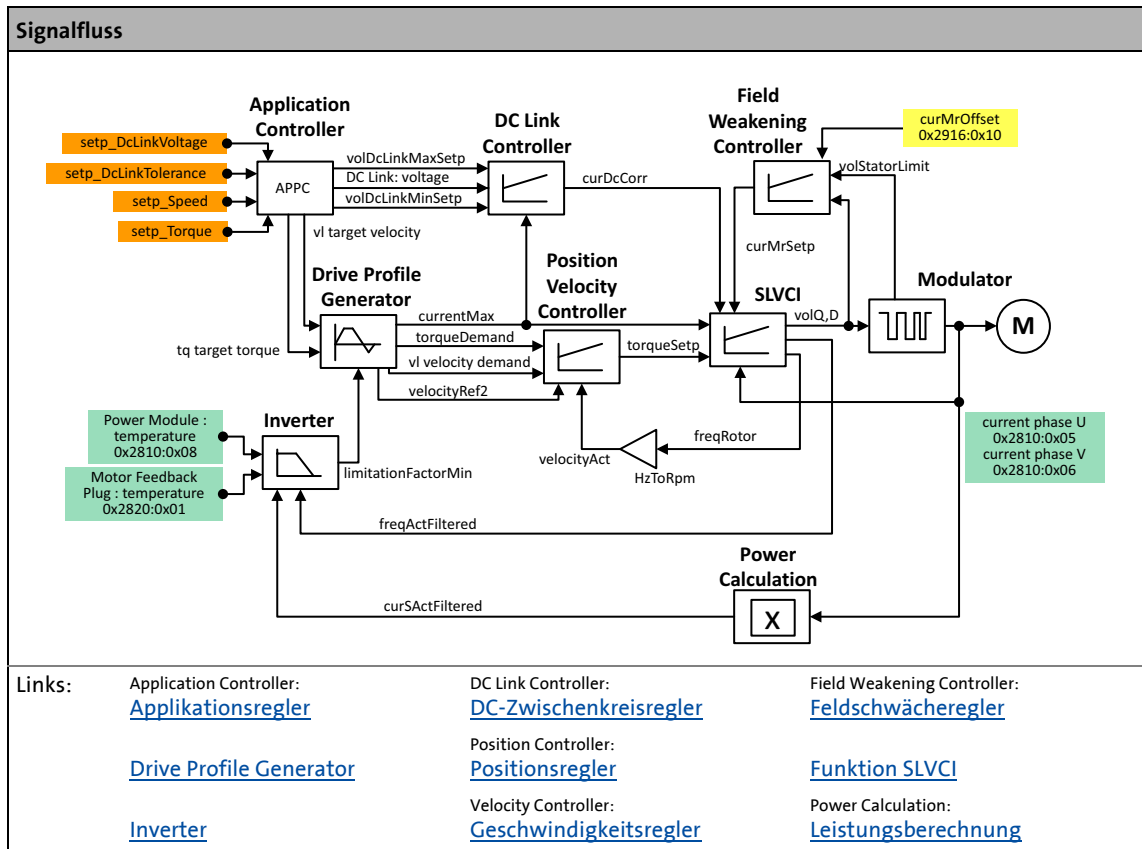 Signalfluss
Application
Controller
DC Link
Controller
Field
Weakening
Controller
curMrOffset
0x2916:0x10
setp_DcLinkVoltage
setp_DcLinkTolerance
setp_Speed
setp_Torque
APPC
volDcLinkMaxSetp
DC Link: voltage
volDcLinkMinSetp
curDcCorr
volStatorLimit
vl target velocity
curMrSetp
Drive Profile
Generator
Position
Velocity
Controller
SLVCI
Modulator
currentMax
torqueDemand
vl velocity demand
velocityRef2
torqueSetp
volQ,D
M
tq target torque
Power Module :
temperature
0x2810:0x08
Motor Feedback
Plug : temperature
0x2820:0x01
Inverter
limitationFactorMin
velocityAct
freqRotor
HzToRpm
current phase U
0x2810:0x05
current phase V
0x2810:0x06
freqActFiltered
Power
Calculation
curSActFiltered
X
Links:
Application Controller:
Applikationsregler
DC Link Controller:
DC-Zwischenkreisregler
Field Weakening Controller:
Feldschwächeregler
Drive Profile Generator
Position Controller:
Positionsregler
Funktion SLVCI
Inverter
Velocity Controller:
Geschwindigkeitsregler
Power Calculation:
Leistungsberechnung